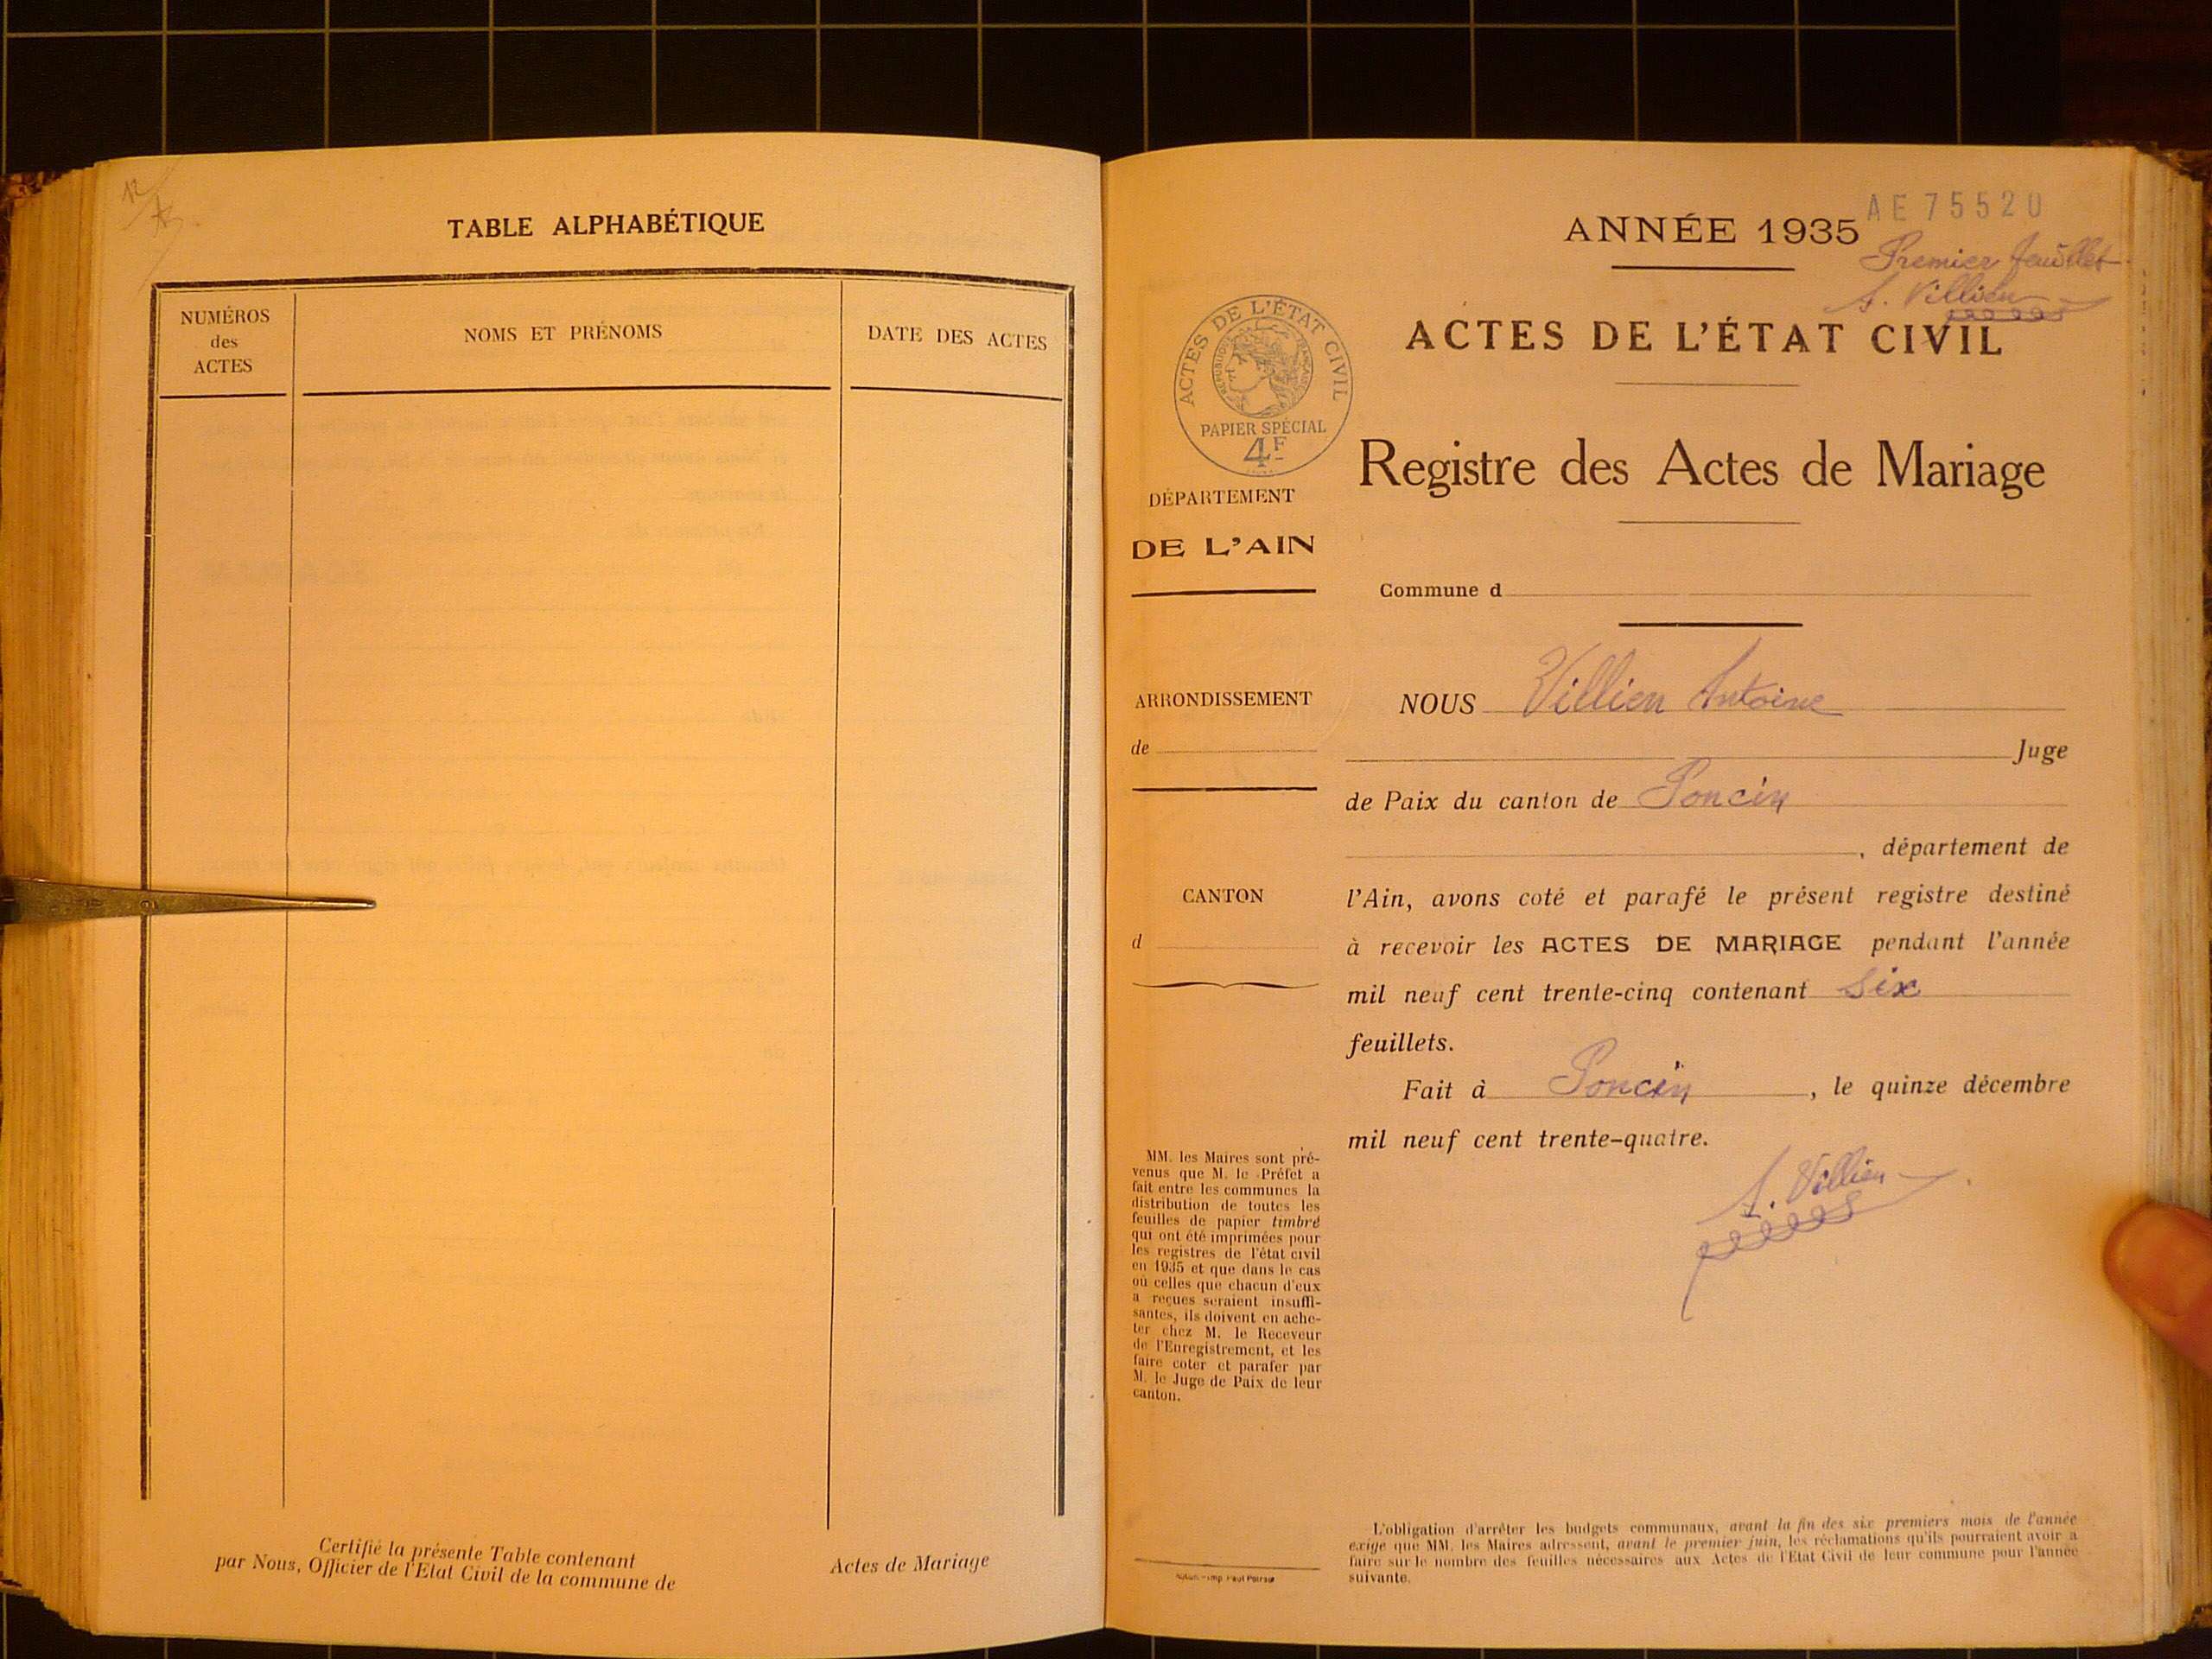 TABLE ALPHABÉTIQUE
NUMÉROS
des
ACTES
NOMS ET PRÉNOMS
DATE DES ACTES
Certifié la présente Table contenant
Actes de Mariage
par Nous, Officier de l'Etat Civil de la commune de
AE 75520
ANNÉE 1935
Premier feuillet
A. Villien
ACTES DE L'ÉTAT CIVIL
ACTES DE L'ÉTAT CIVIL
RÉPUBLIQUE FRANÇAISE
PAPIER SPÉCIAL
4F
Registre des Actes de Mariage
DÉPARTEMENT
DE L'AIN
Commune d
ARRONDISSEMENT
de
CANTON
d
NOUS Villien Antoine
Juge
de Paix du canton de Poncin
, département de
l'Ain, avons coté et parafé le présent registre destiné
à recevoir les ACTES DE MARIAGE pendant l'année
mil neuf cent trente-cinq contenant six
feuillets.
Fait à Poncin, le quinze décembre
mil neuf cent trente-quatre.
A. Villien
MM. les Maires sont pré-
venus que M. le Préfet a
fait entre les communes la
distribution de toutes les
feuilles de papier timbré
qui ont été imprimées pour
les registres de l'état civil
en 1935 et que dans le cas
où celles que chacun d'eux
a reçues seraient insuffi-
santes, ils doivent en ache-
ter chez M. le Receveur
de l'Enregistrement, et les
faire coter et parafer par
M. le Juge de Paix de leur
canton.
L'obligation d'arrêter les budgets communaux, avant la fin des six premiers mois de l'année
exige que MM. les Maires adressent, avant le premier juin, les réclamations qu'ils pourraient avoir a
faire sur le nombre des feuilles nécessaires aux Actes de l'Etat Civil de leur commune pour l'année
suivante.